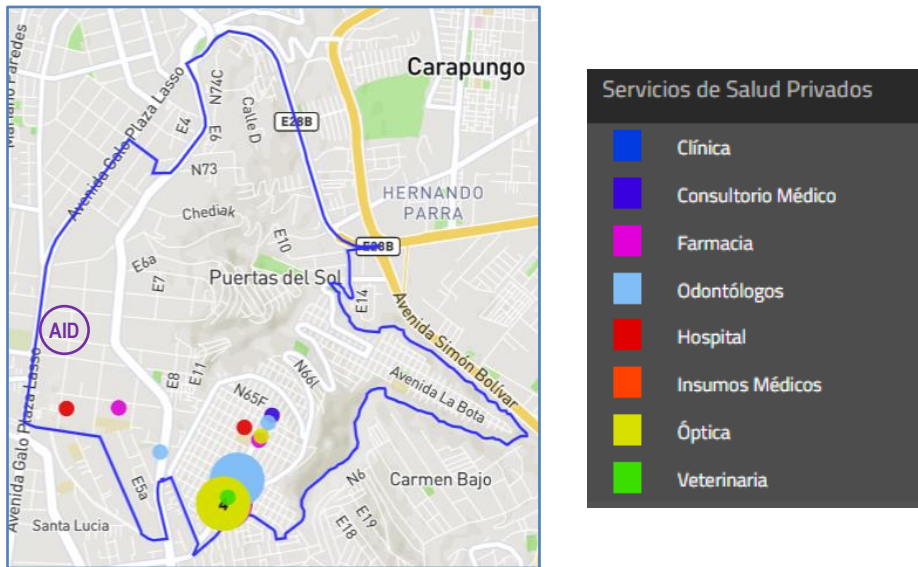 Mariano Paredes
Avenida Galo Plaza Lasso
E4
N74C
E6
Calle D
E28B
Carapungo
N73
HERNANDO
PARRA
Chediak
E10
E28B
E6a
E7
Puertas del Sol
E14
AID
Avenida Simón Bolívar
Avenida Galo Plaza Lasso
E8
E11
N65F
N66I
Avenida La Bota
E5a
4
N6
Carmen Bajo
Santa Lucia
E19
E18
Servicios de Salud Privados
Clínica
Consultorio Médico
Farmacia
Odontólogos
Hospital
Insumos Médicos
Óptica
Veterinaria